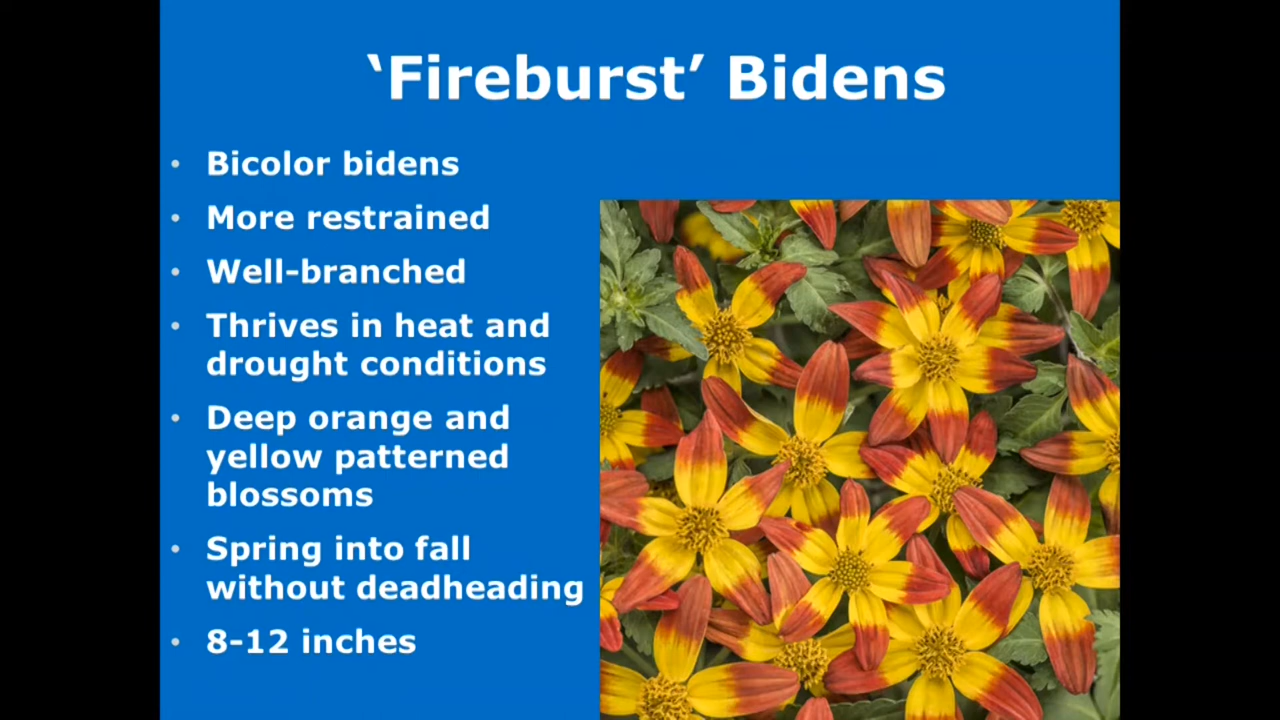 ‘Fireburst’ Bidens
• Bicolor bidens
• More restrained
• Well-branched
• Thrives in heat and
drought conditions
• Deep orange and
yellow patterned
blossoms
• Spring into fall
without deadheading
• 8-12 inches